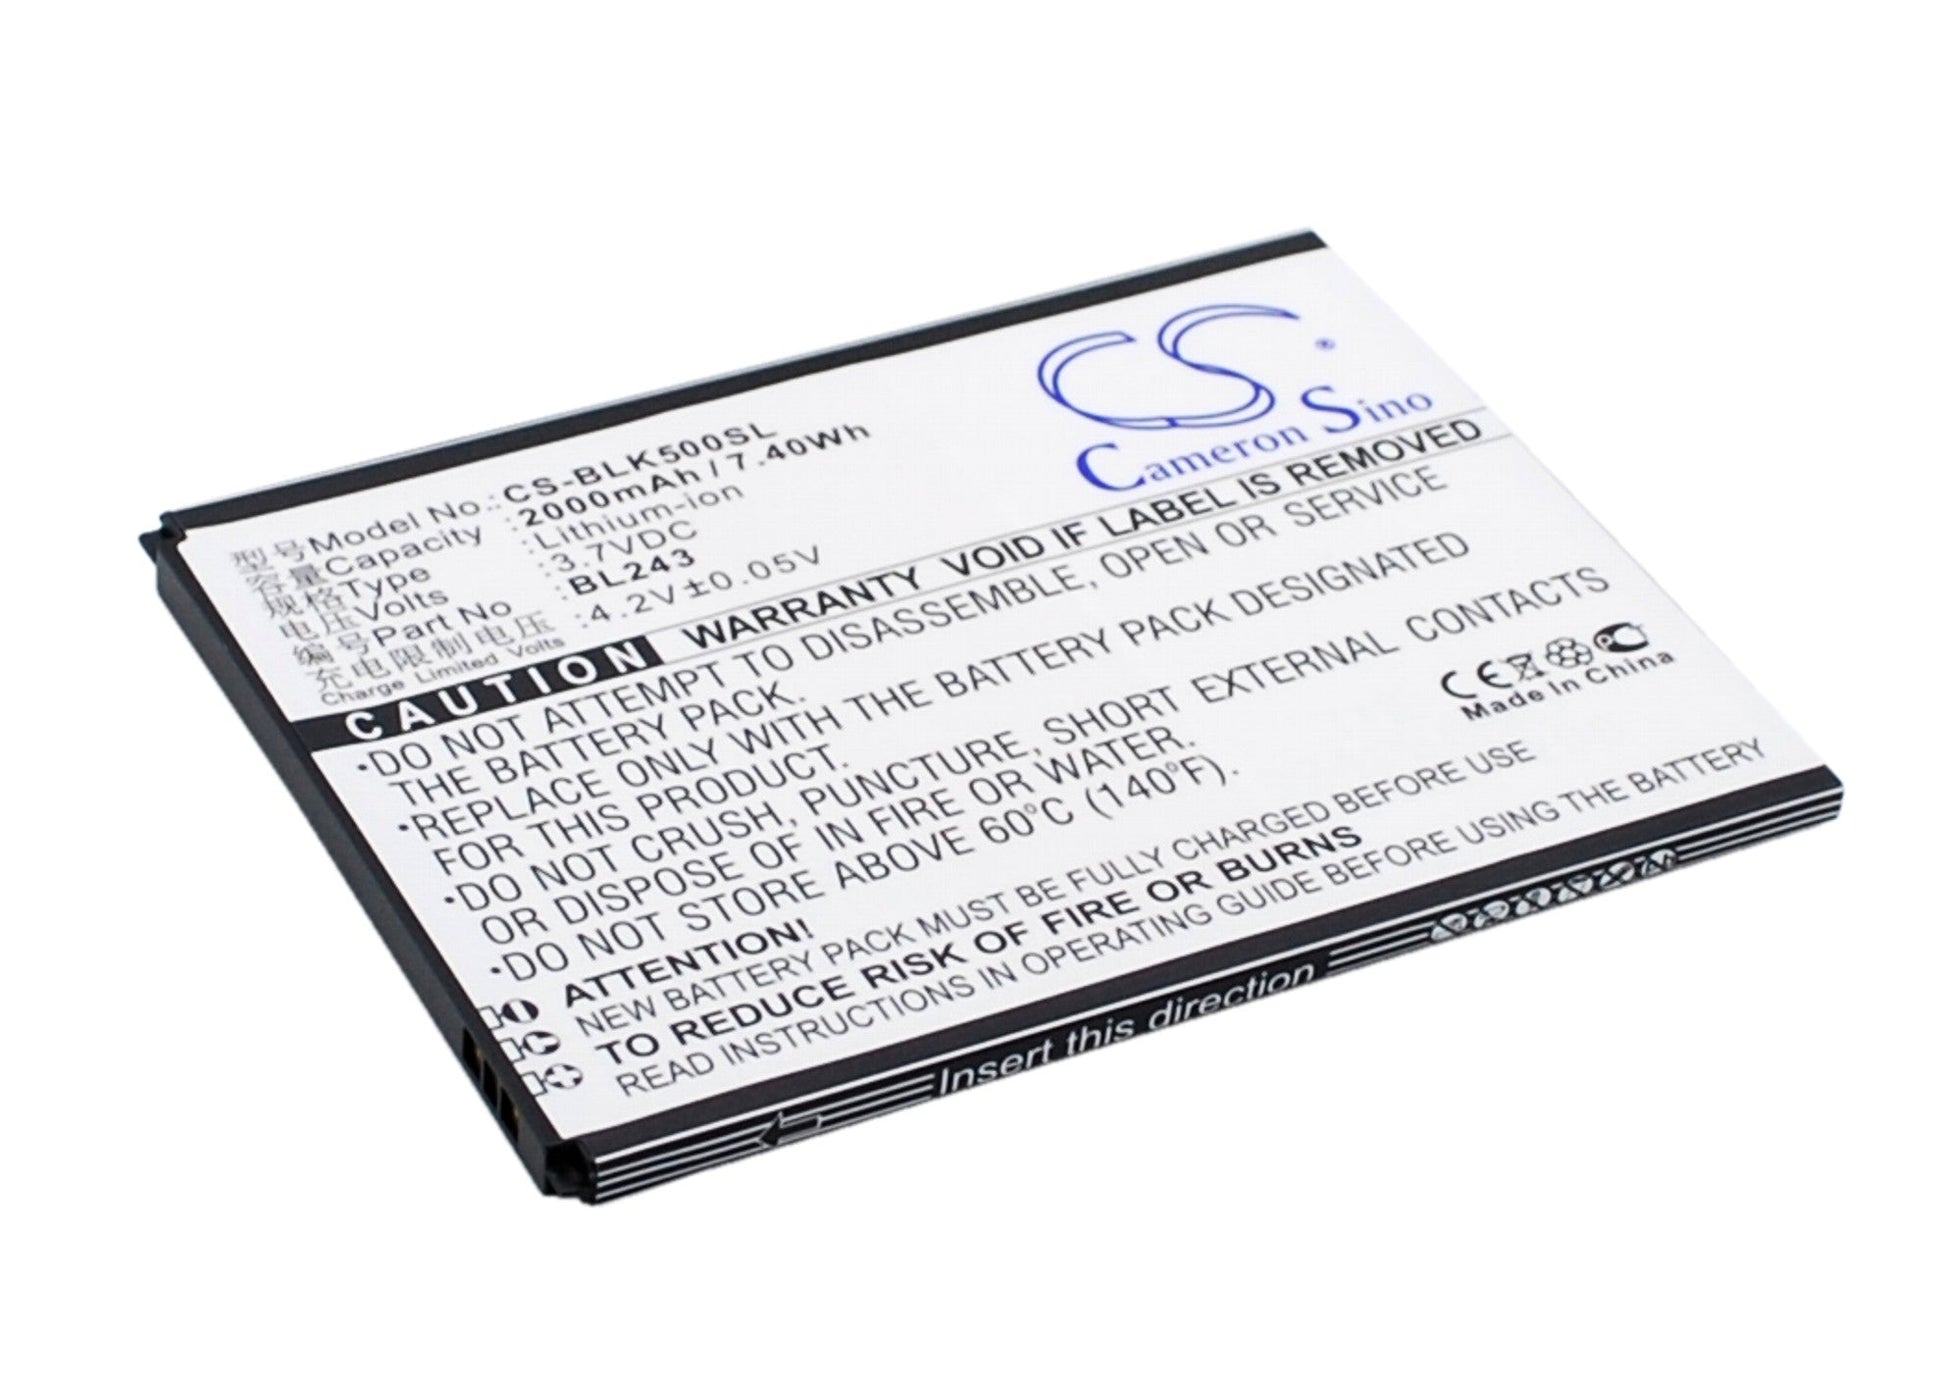 CS®
Cameron Sino
型号Model No.:CS-BLK500SL
容量Capacity :2000mAh/7.40Wh
规格Type :Lithium-ion
电压Volts :3.7VDC
编号Part No :BL243
充电限制电压 :4.2V±0.05V
Charge Limited Volts
CAUTION WARRANTY VOID IF LABEL IS REMOVED
•DO NOT ATTEMPT TO DISASSEMBLE, OPEN OR SERVICE
THE BATTERY PACK.
•REPLACE ONLY WITH THE BATTERY PACK DESIGNATED
FOR THIS PRODUCT.
•DO NOT CRUSH, PUNCTURE, SHORT EXTERNAL CONTACTS
OR DISPOSE OF IN FIRE OR WATER.
•DO NOT STORE ABOVE 60°C (140°F).
CE
Made In China
ATTENTION!
NEW BATTERY PACK MUST BE FULLY CHARGED BEFORE USE
TO REDUCE RISK OF FIRE OR BURNS
READ INSTRUCTIONS IN OPERATING GUIDE BEFORE USING THE BATTERY
Insert this direction